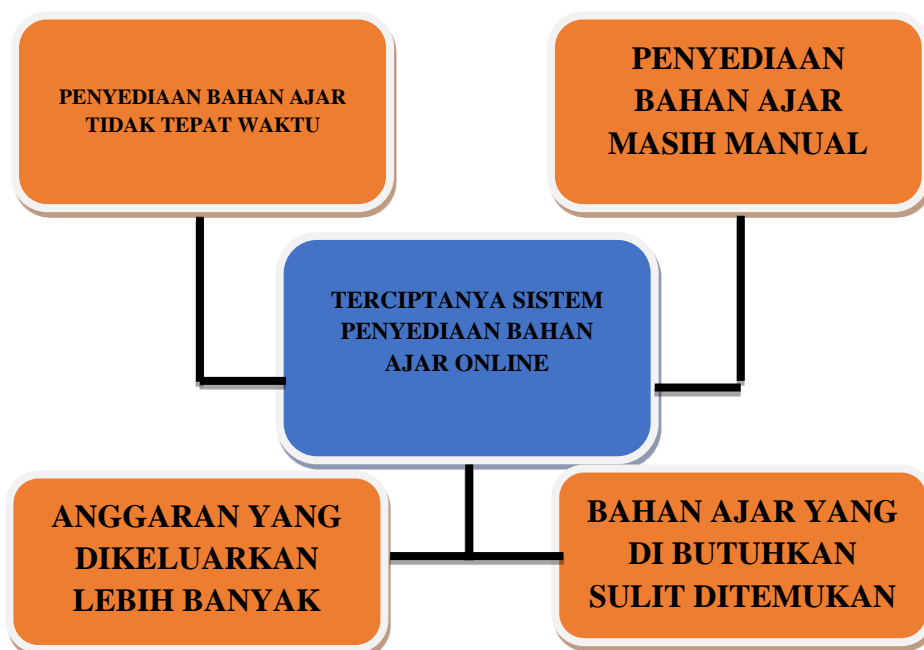 PENYEDIAAN BAHAN AJAR
TIDAK TEPAT WAKTU
PENYEDIAAN
BAHAN AJAR
MASIH MANUAL
TERCIPTANYA SISTEM
PENYEDIAAN BAHAN
AJAR ONLINE
ANGGARAN YANG
DIKELUARKAN
LEBIH BANYAK
BAHAN AJAR YANG
DI BUTUHKAN
SULIT DITEMUKAN